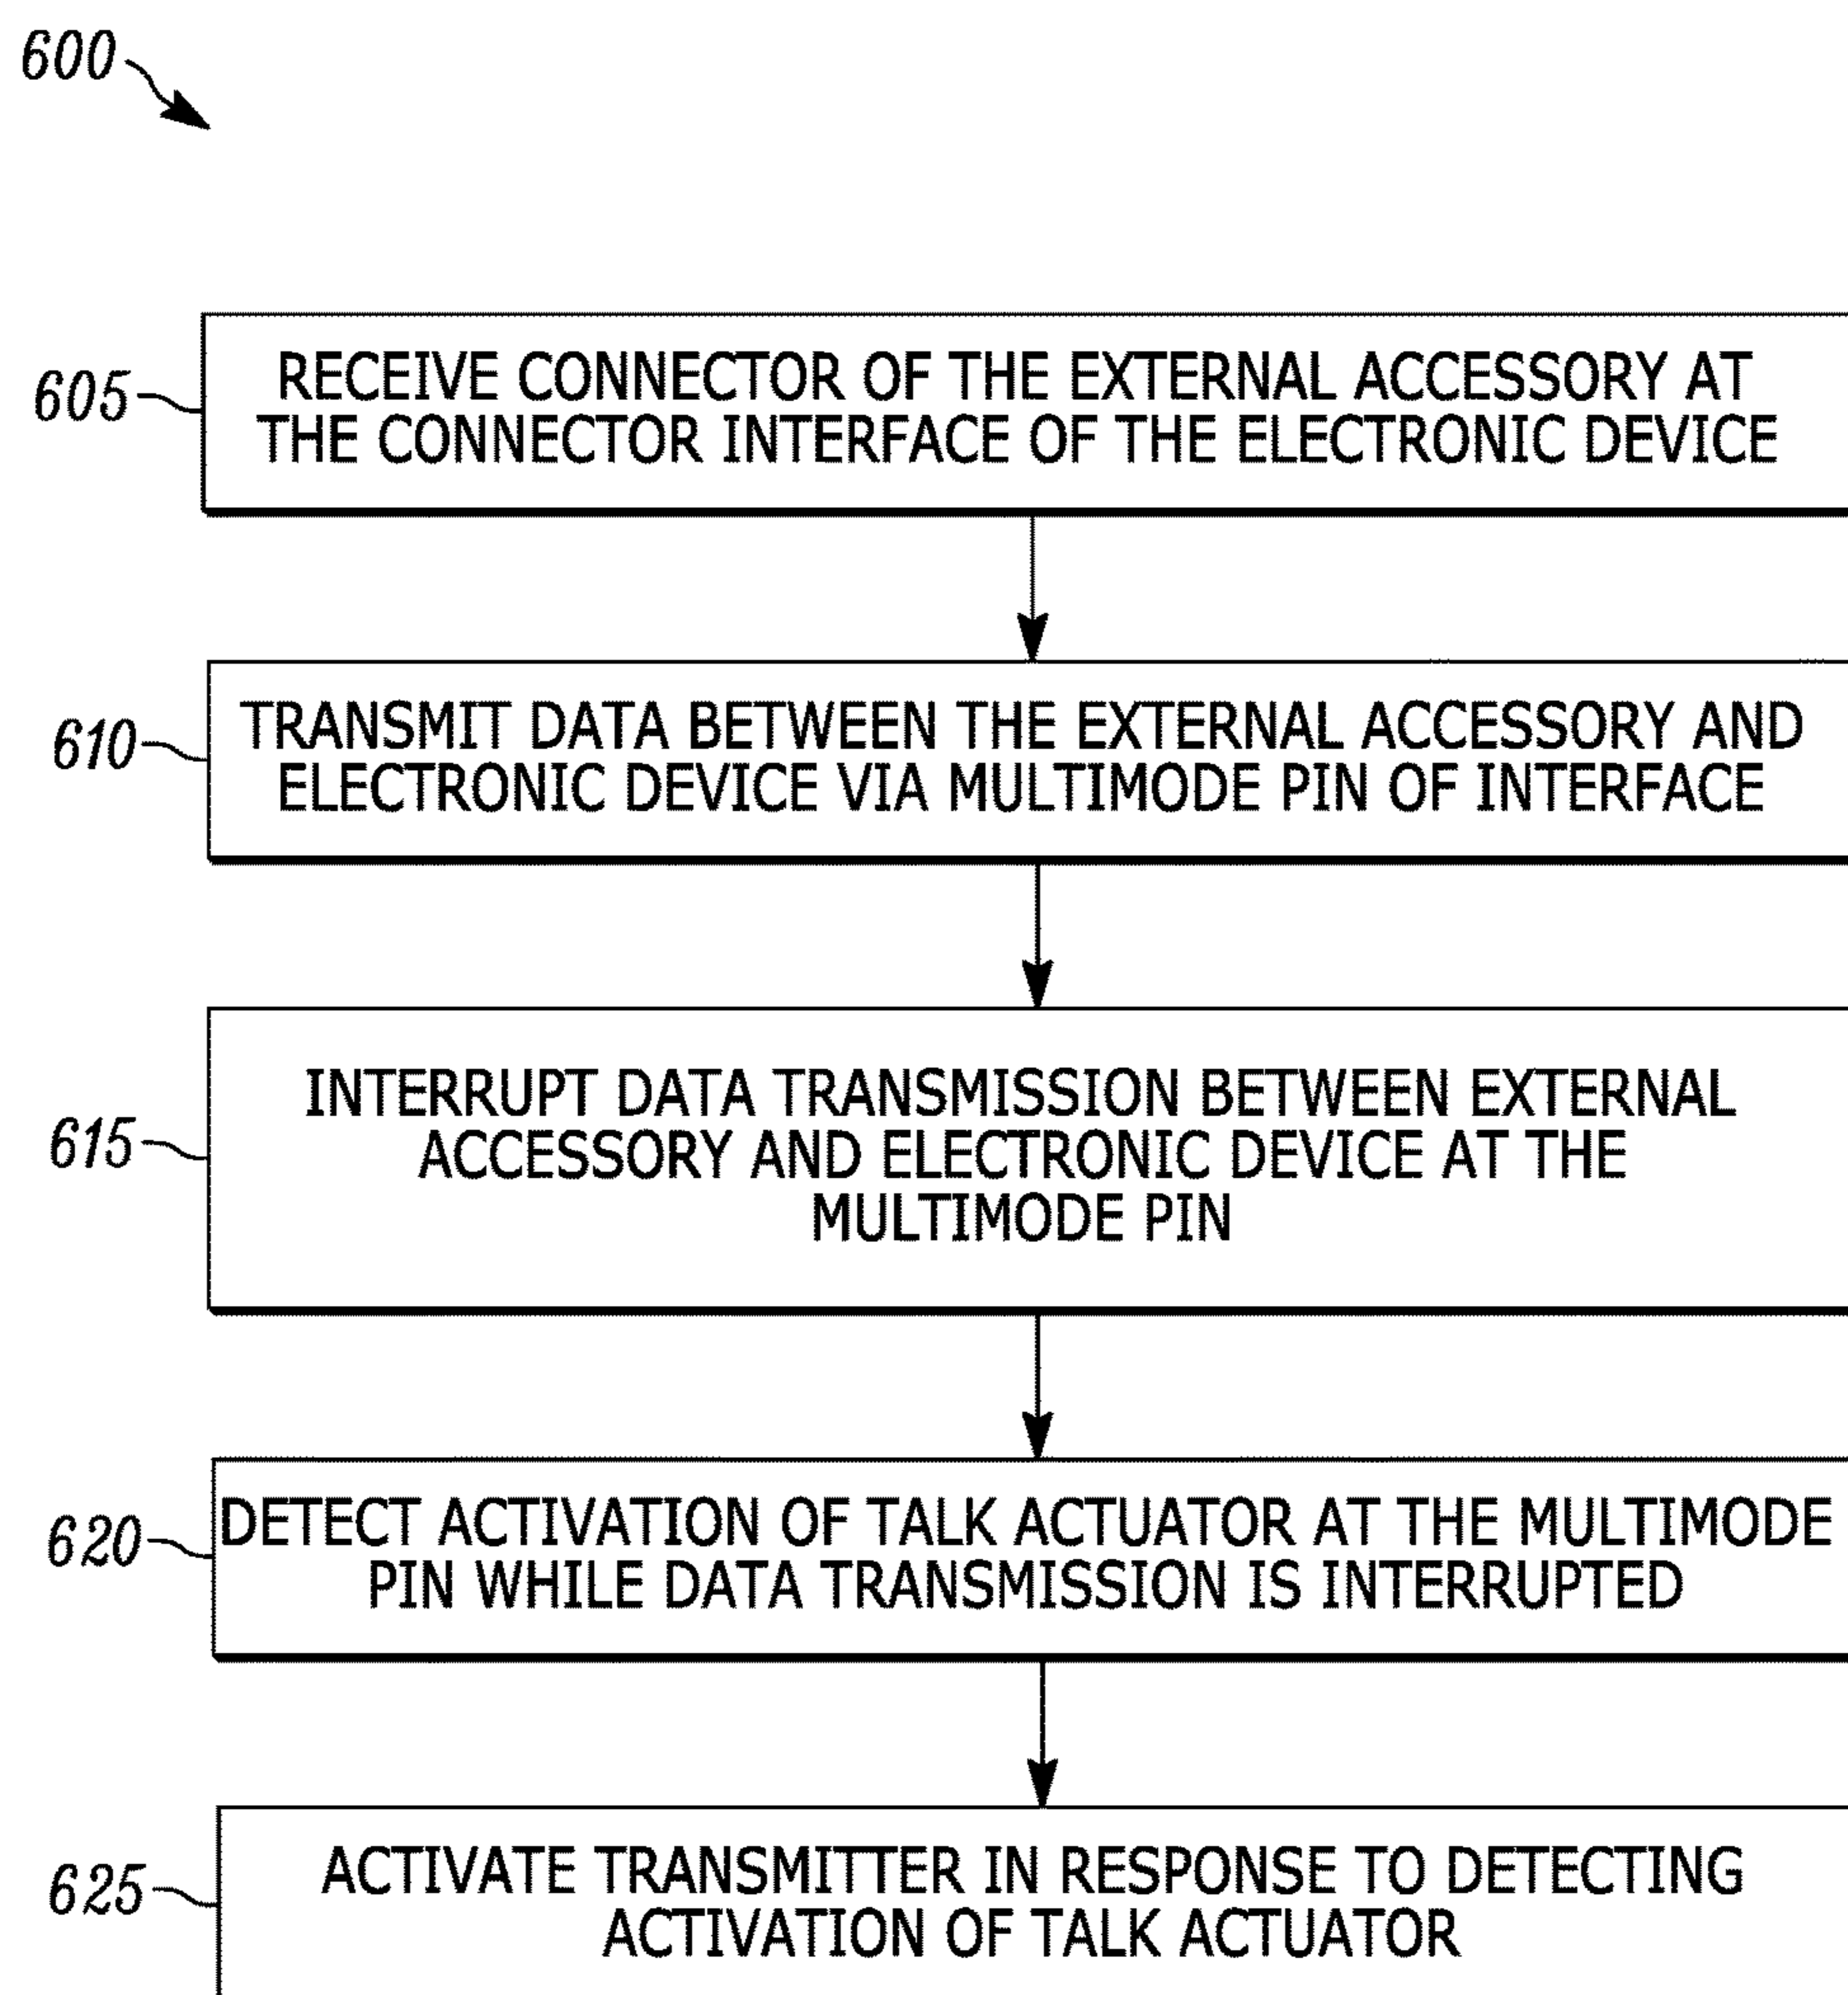 600
605
RECEIVE CONNECTOR OF THE EXTERNAL ACCESSORY AT
THE CONNECTOR INTERFACE OF THE ELECTRONIC DEVICE
610
TRANSMIT DATA BETWEEN THE EXTERNAL ACCESSORY AND
ELECTRONIC DEVICE VIA MULTIMODE PIN OF INTERFACE
615
INTERRUPT DATA TRANSMISSION BETWEEN EXTERNAL
ACCESSORY AND ELECTRONIC DEVICE AT THE
MULTIMODE PIN
620
DETECT ACTIVATION OF TALK ACTUATOR AT THE MULTIMODE
PIN WHILE DATA TRANSMISSION IS INTERRUPTED
625
ACTIVATE TRANSMITTER IN RESPONSE TO DETECTING
ACTIVATION OF TALK ACTUATOR